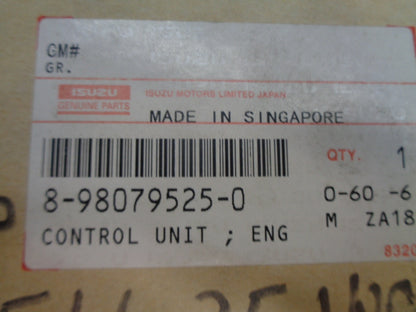 GM#
GR.
ISUZU ISUZU MOTORS LIMITED JAPAN
GENUINE PARTS
MADE IN SINGAPORE
QTY. 1
8-98079525-0 0-60 -6
CONTROL UNIT ; ENG M ZA18
8320